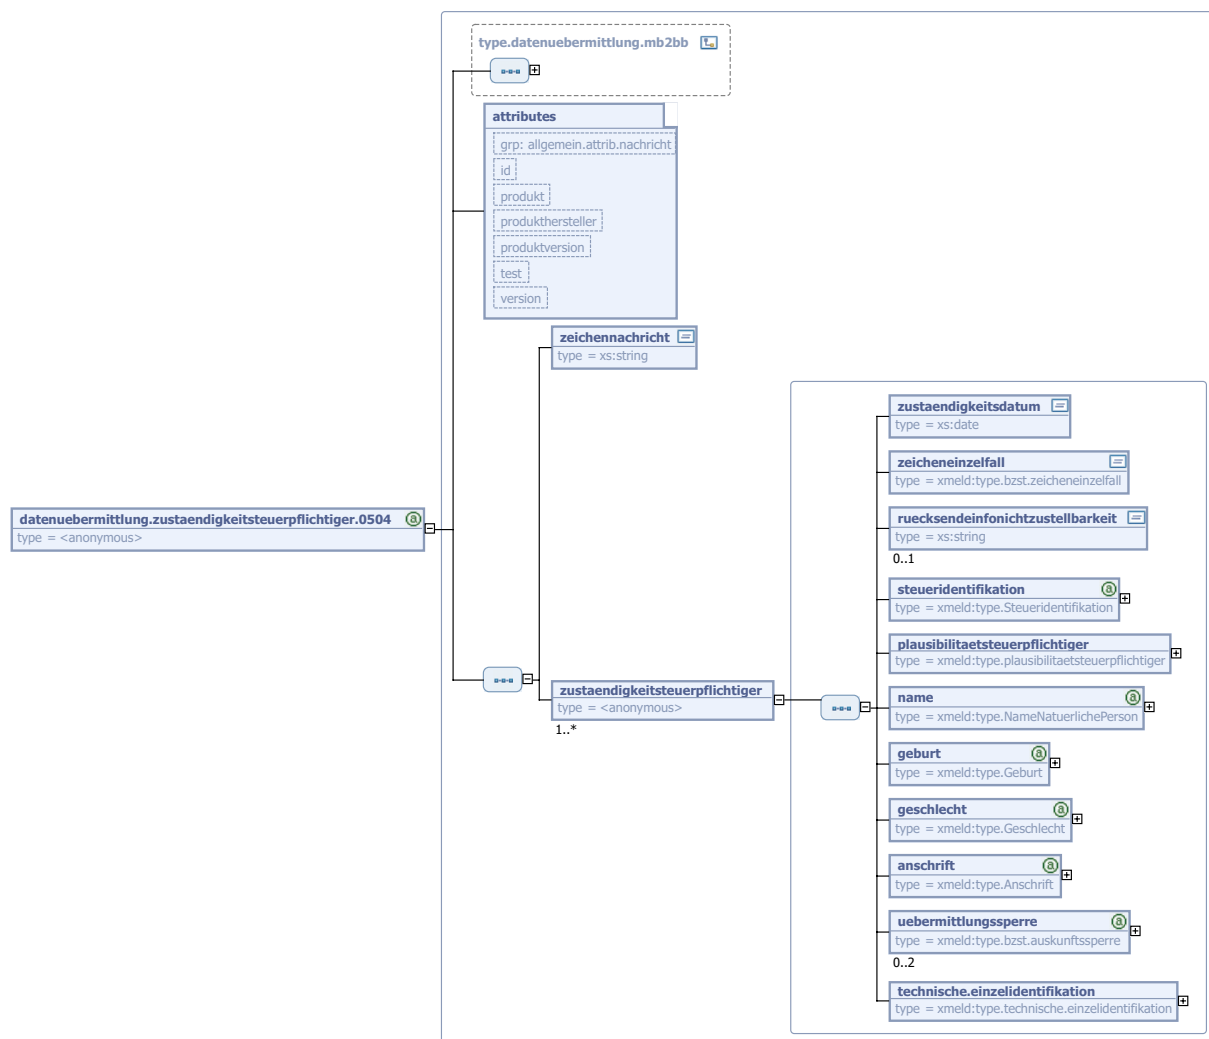 type.datenuebermittlung.mb2bb
attributes
grp: allgemein.attrib.nachricht
id
produkt
produkthersteller
produktversion
test
version
zeichennachricht
type = xs:string
datenuebermittlung.zustaendigkeitsteuerpflichtiger.0504
type = <anonymous>
zustaendigkeitsteuerpflichtiger
type = <anonymous>
1..*
zustaendigkeitsdatum
type = xs:date
zeicheneinzelfall
type = xmeld:type.bzst.zeicheneinzelfall
ruecksendeinfonichtzustellbarkeit
type = xs:string
0..1
steueridentifikation
type = xmeld:type.Steueridentifikation
plausibilitaetsteuerpflichtiger
type = xmeld:type.plausibilitaetsteuerpflichtiger
name
type = xmeld:type.NameNatuerlichePerson
geburt
type = xmeld:type.Geburt
geschlecht
type = xmeld:type.Geschlecht
anschrift
type = xmeld:type.Anschrift
uebermittlungssperre
type = xmeld:type.bzst.auskunftssperre
0..2
technische.einzelidentifikation
type = xmeld:type.technische.einzelidentifikation